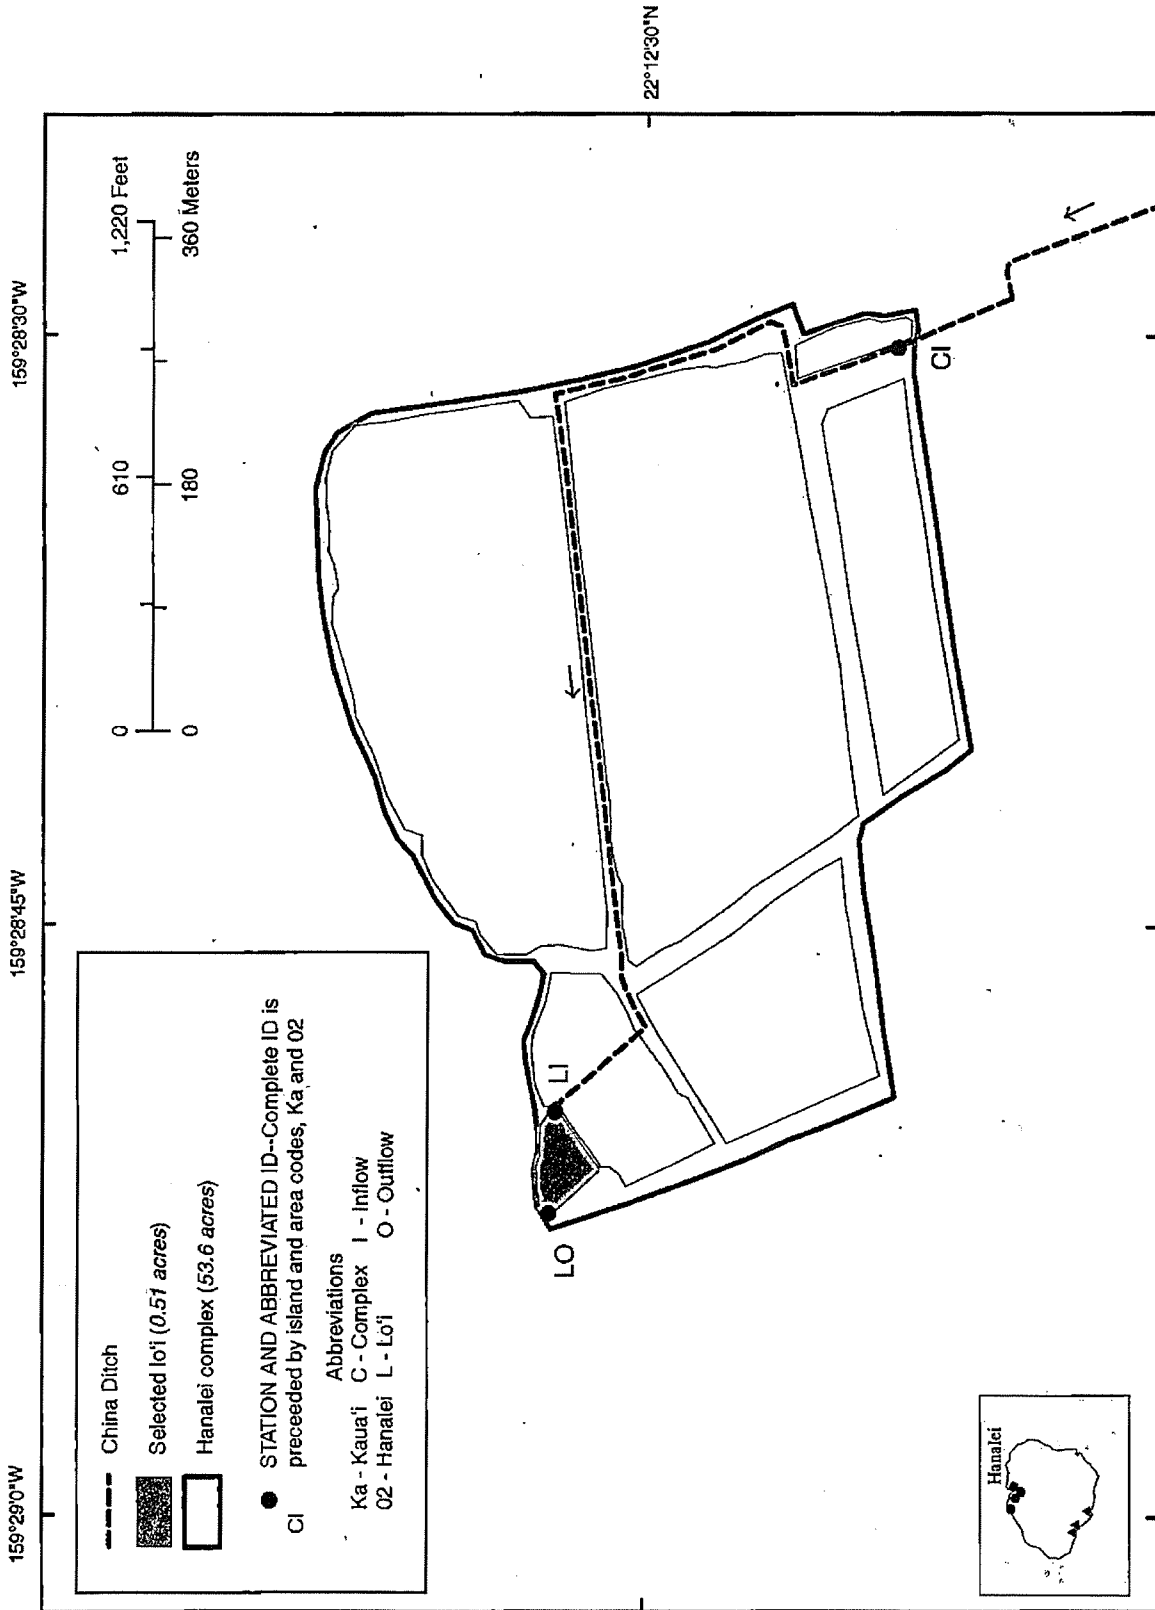 159°29'0"W
159°28'45"W
159°28'30"W
22°12'30"N
0 610 1,220 Feet
0 180 360 Meters
China Ditch
Selected lo'i (0.51 acres)
Hanalei complex (53.6 acres)
CI STATION AND ABBREVIATED ID--Complete ID is
preceeded by island and area codes, Ka and 02
Abbreviations
Ka - Kaua'i C - Complex I - Inflow
02 - Hanalei L - Lo'i O - Outflow
LO
LI
CI
Hanalei